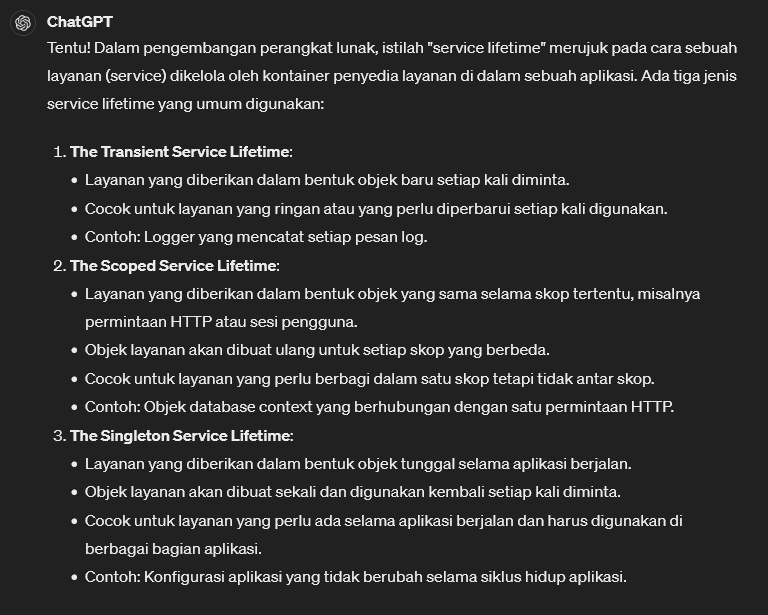 ChatGPT
Tentu! Dalam pengembangan perangkat lunak, istilah "service lifetime" merujuk pada cara sebuah
layanan (service) dikelola oleh kontainer penyedia layanan di dalam sebuah aplikasi. Ada tiga jenis
service lifetime yang umum digunakan:
1. The Transient Service Lifetime:
• Layanan yang diberikan dalam bentuk objek baru setiap kali diminta.
• Cocok untuk layanan yang ringan atau yang perlu diperbarui setiap kali digunakan.
• Contoh: Logger yang mencatat setiap pesan log.
2. The Scoped Service Lifetime:
• Layanan yang diberikan dalam bentuk objek yang sama selama skop tertentu, misalnya
permintaan HTTP atau sesi pengguna.
• Objek layanan akan dibuat ulang untuk setiap skop yang berbeda.
• Cocok untuk layanan yang perlu berbagi dalam satu skop tetapi tidak antar skop.
• Contoh: Objek database context yang berhubungan dengan satu permintaan HTTP.
3. The Singleton Service Lifetime:
• Layanan yang diberikan dalam bentuk objek tunggal selama aplikasi berjalan.
• Objek layanan akan dibuat sekali dan digunakan kembali setiap kali diminta.
• Cocok untuk layanan yang perlu ada selama aplikasi berjalan dan harus digunakan di
berbagai bagian aplikasi.
• Contoh: Konfigurasi aplikasi yang tidak berubah selama siklus hidup aplikasi.